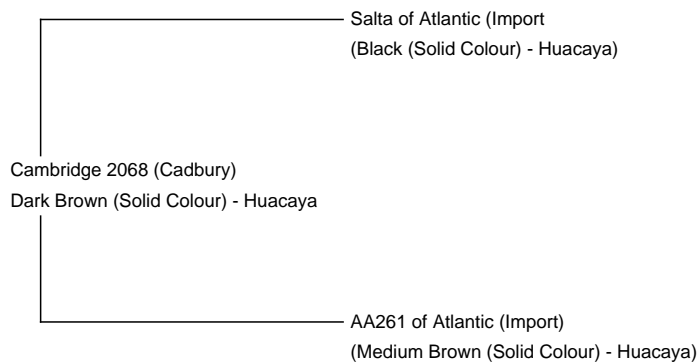 Salta of Atlantic (Import
(Black (Solid Colour) - Huacaya)
Cambridge 2068 (Cadbury)
Dark Brown (Solid Colour) - Huacaya
AA261 of Atlantic (Import)
(Medium Brown (Solid Colour) - Huacaya)